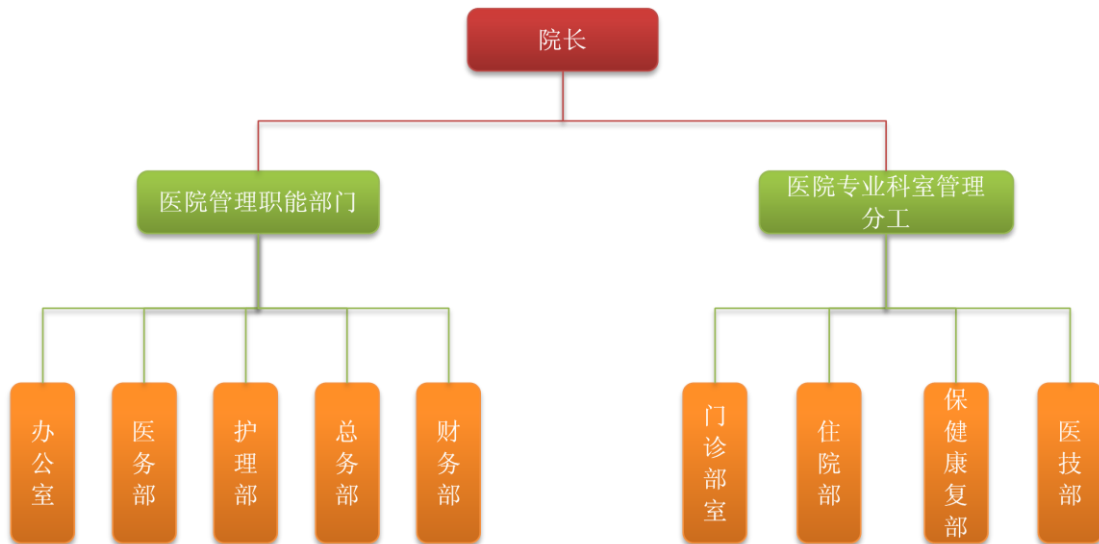 院长
医院管理职能部门
医院专业科室管理
分工
办公室
医务部
护理部
总务部
财务部
门诊部室
住院部
保健康复部
医技部